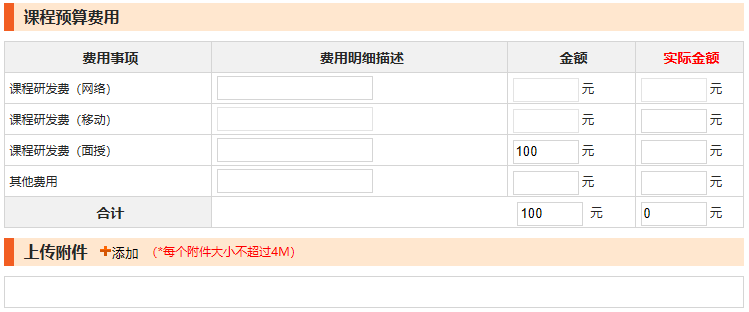 课程预算费用
费用事项 费用明细描述 金额 实际金额
课程研发费（网络） 元 元
课程研发费（移动） 元 元
课程研发费（面授） 100 元 元
其他费用 元 元
合计 100 元 0 元
上传附件 添加 （*每个附件大小不超过4M）